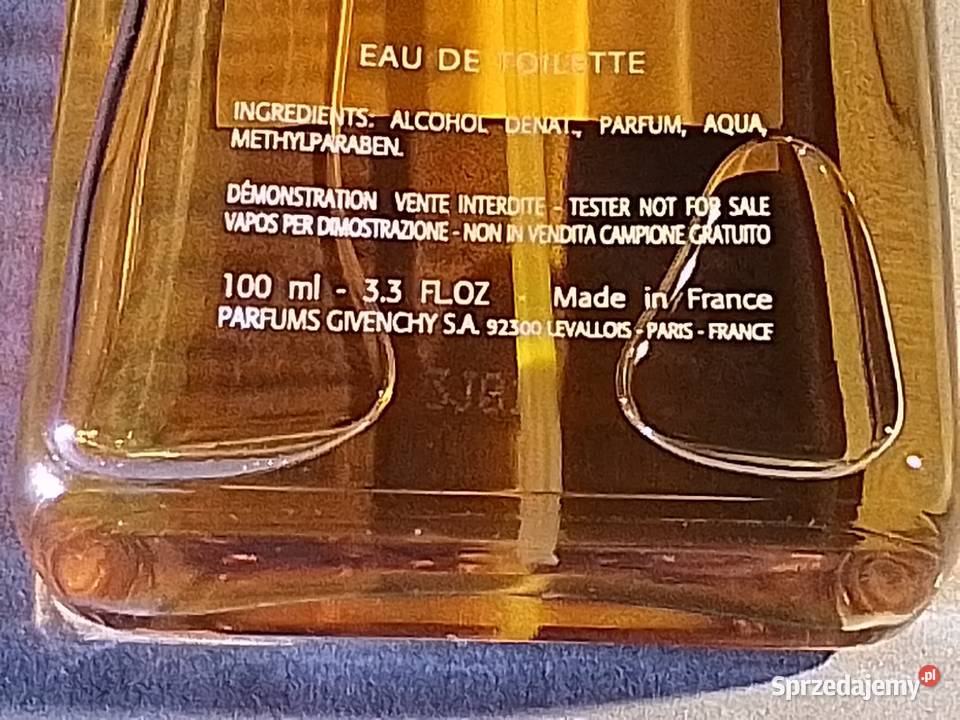 EAU DE TOILETTE
INGREDIENTS: ALCOHOL DENAT., PARFUM, AQUA,
METHYLPARABEN.
DÉMONSTRATION VENTE INTERDITE - TESTER NOT FOR SALE
VAPOS PER DIMOSTRAZIONE - NON IN VENDITA CAMPIONE GRATUITO
100 ml - 3.3 FL.OZ Made in France
PARFUMS GIVENCHY S.A. 92300 LEVALLOIS - PARIS - FRANCE
Sprzedajemy.pl